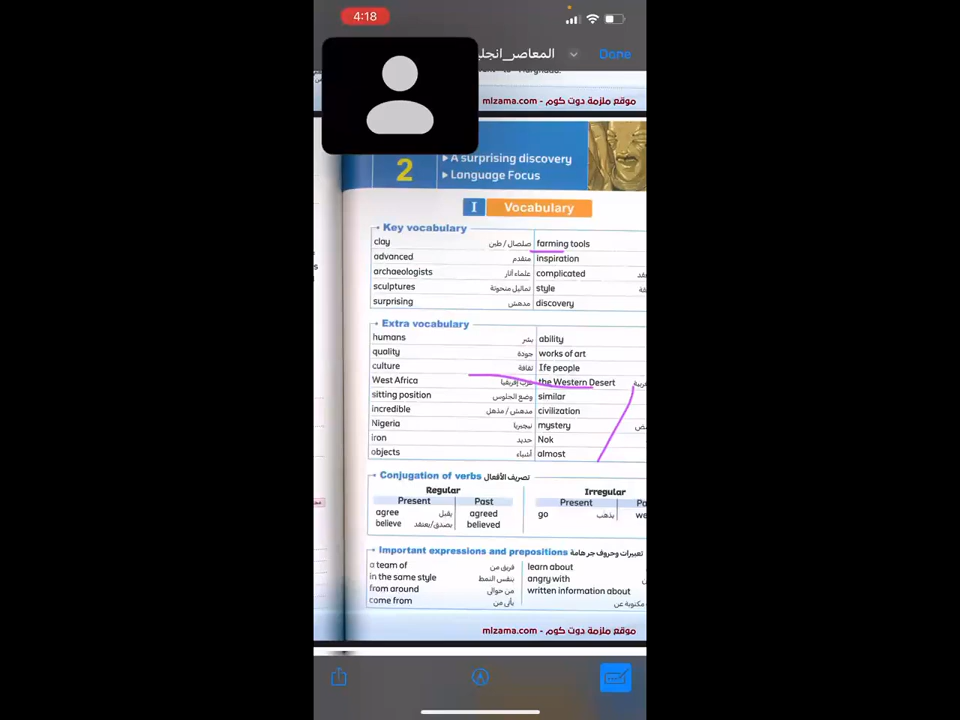 4:18
المعاصر_انجلي Done
موقع ملزمة دوت كوم - mlzama.com
2
A surprising discovery
Language Focus
I Vocabulary
Key vocabulary
clay صلصال / طين farming tools
advanced متقدم inspiration
archaeologists علماء آثار complicated
sculptures تماثيل منحوتة style
surprising مدهش discovery
Extra vocabulary
humans بشر ability
quality جودة works of art
culture ثقافة Ife people
West Africa غرب إفريقيا the Western Desert
sitting position وضع الجلوس similar
incredible مدهش / مذهل civilization
Nigeria نيجيريا mystery
iron حديد Nok
objects أشياء almost
Conjugation of verbs تصريف الأفعال
Regular Irregular
Present Past Present
agree يقبل agreed go يذهب
believe يصدق/يعتقد believed
Important expressions and prepositions تعبيرات وحروف جر هامة
a team of فريق من learn about
in the same style بنفس النمط angry with
from around من حوالى written information about
come from يأتى من مكتوبة عن
موقع ملزمة دوت كوم - mlzama.com